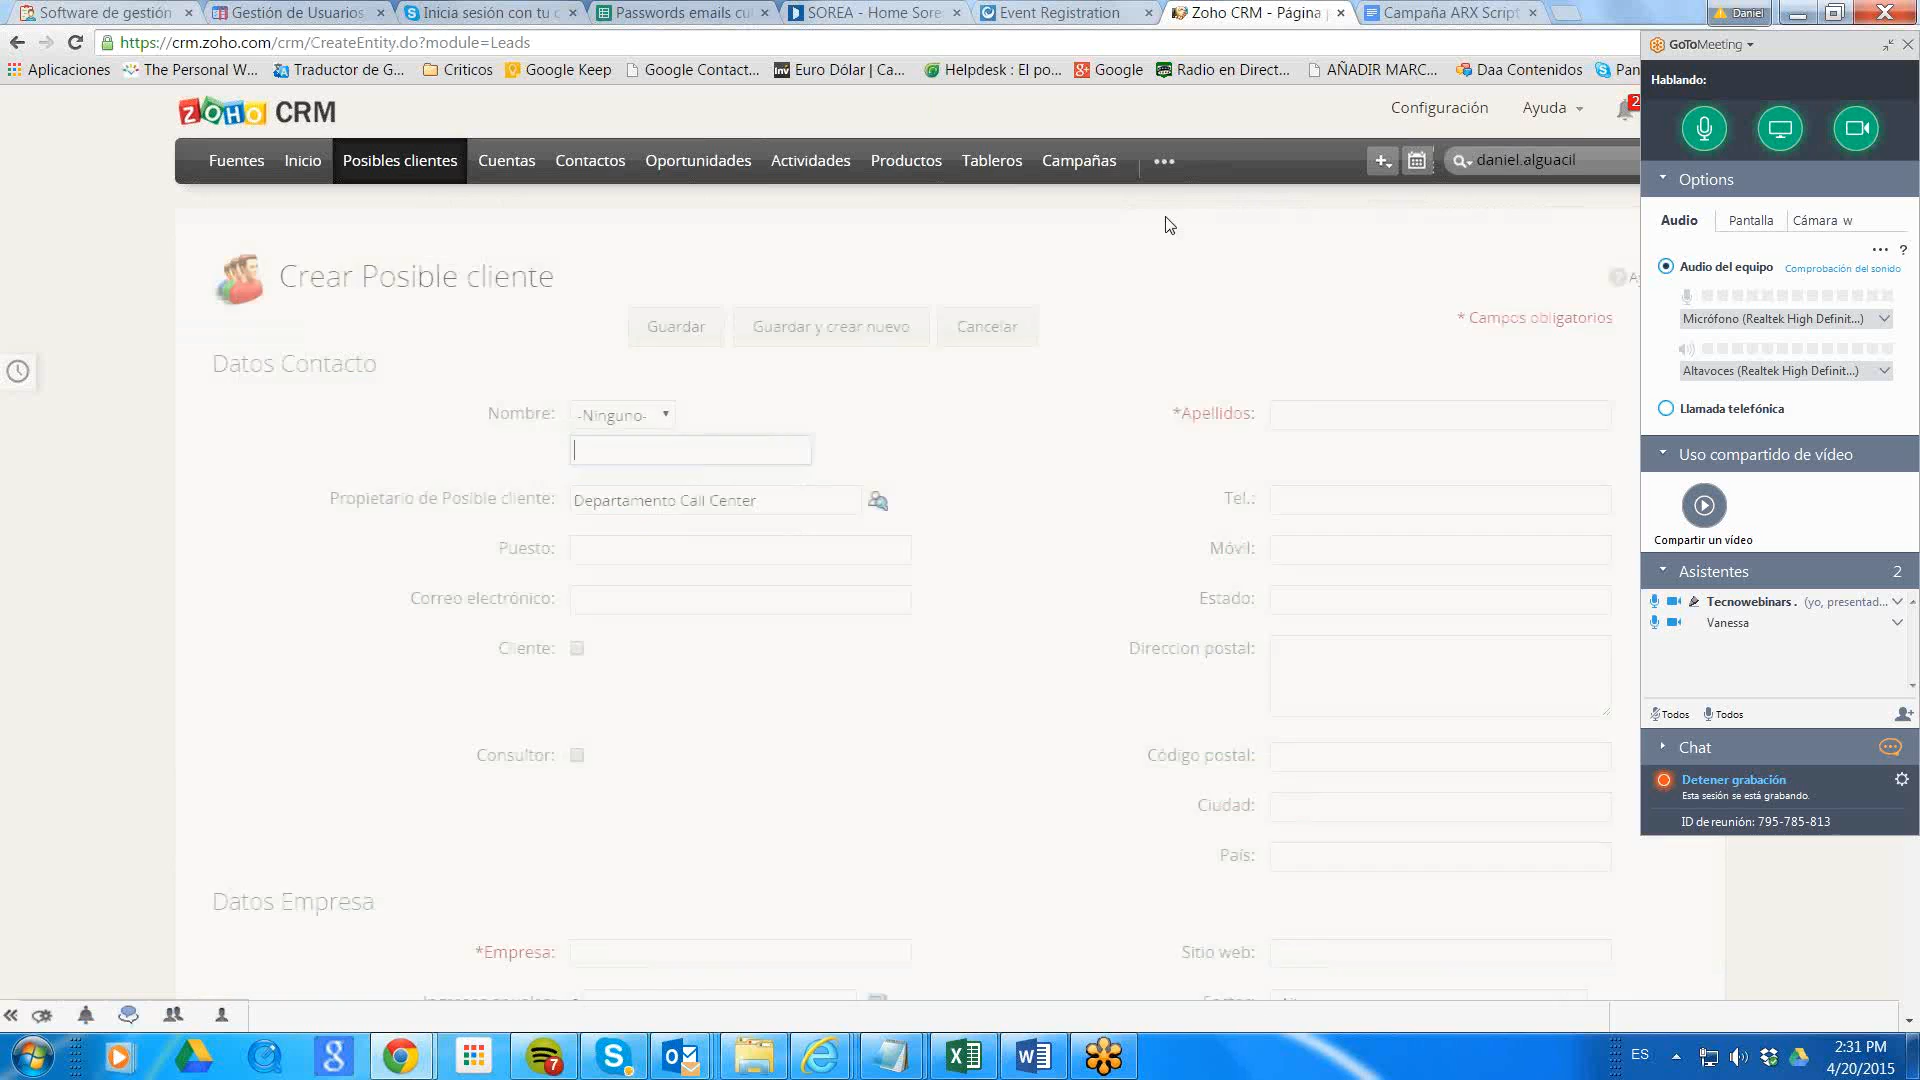 Software de gestión
Gestión de Usuarios
Inicia sesión con tu c
Passwords emails cu
SOREA - Home Sore
Event Registration
Zoho CRM - Página
Campaña ARX Script
Daniel
https://crm.zoho.com/crm/CreateEntity.do?module=Leads
Aplicaciones
The Personal W...
Traductor de G...
Criticos
Google Keep
Google Contact...
Euro Dólar | Ca...
Helpdesk : El po...
Google
Radio en Direct...
AÑADIR MARC...
Daa Contenidos
Pan
ZOHO CRM
Configuración
Ayuda
2
Fuentes
Inicio
Posibles clientes
Cuentas
Contactos
Oportunidades
Actividades
Productos
Tableros
Campañas
daniel.alguacil
Crear Posible cliente
Guardar
Guardar y crear nuevo
Cancelar
* Campos obligatorios
Datos Contacto
Nombre:
-Ninguno-
*Apellidos:
Propietario de Posible cliente:
Departamento Call Center
Tel.:
Puesto:
Móvil:
Correo electrónico:
Estado:
Cliente:
Direccion postal:
Consultor:
Código postal:
Ciudad:
País:
Datos Empresa
*Empresa:
Sitio web:
GoToMeeting
Hablando:
Options
Audio
Pantalla
Cámara w
Audio del equipo
Comprobación del sonido
Micrófono (Realtek High Definit...)
Altavoces (Realtek High Definit...)
Llamada telefónica
Uso compartido de vídeo
Compartir un vídeo
Asistentes
2
Tecnowebinars .
(yo, presentad...
Vanessa
Todos
Todos
Chat
Detener grabación
Esta sesión se está grabando.
ID de reunión: 795-785-813
7
ES
2:31 PM
4/20/2015